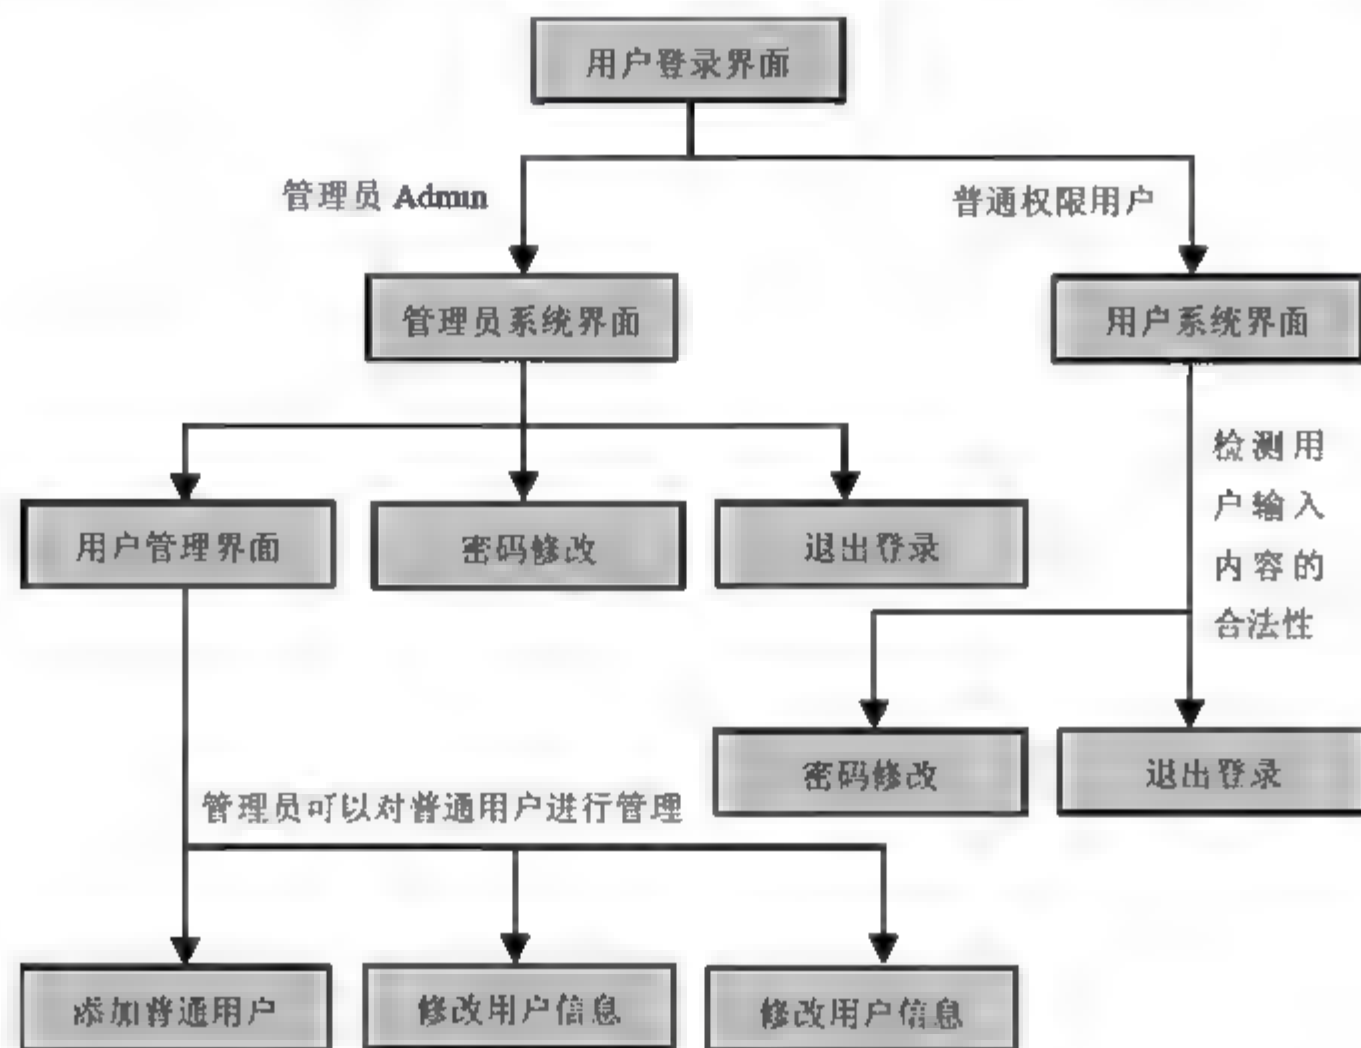 用户登录界面
管理员 Admin
普通权限用户
管理员系统界面
用户系统界面
检测用
户输入
内容的
合法性
用户管理界面
密码修改
退出登录
密码修改
退出登录
管理员可以对普通用户进行管理
添加普通用户
修改用户信息
修改用户信息